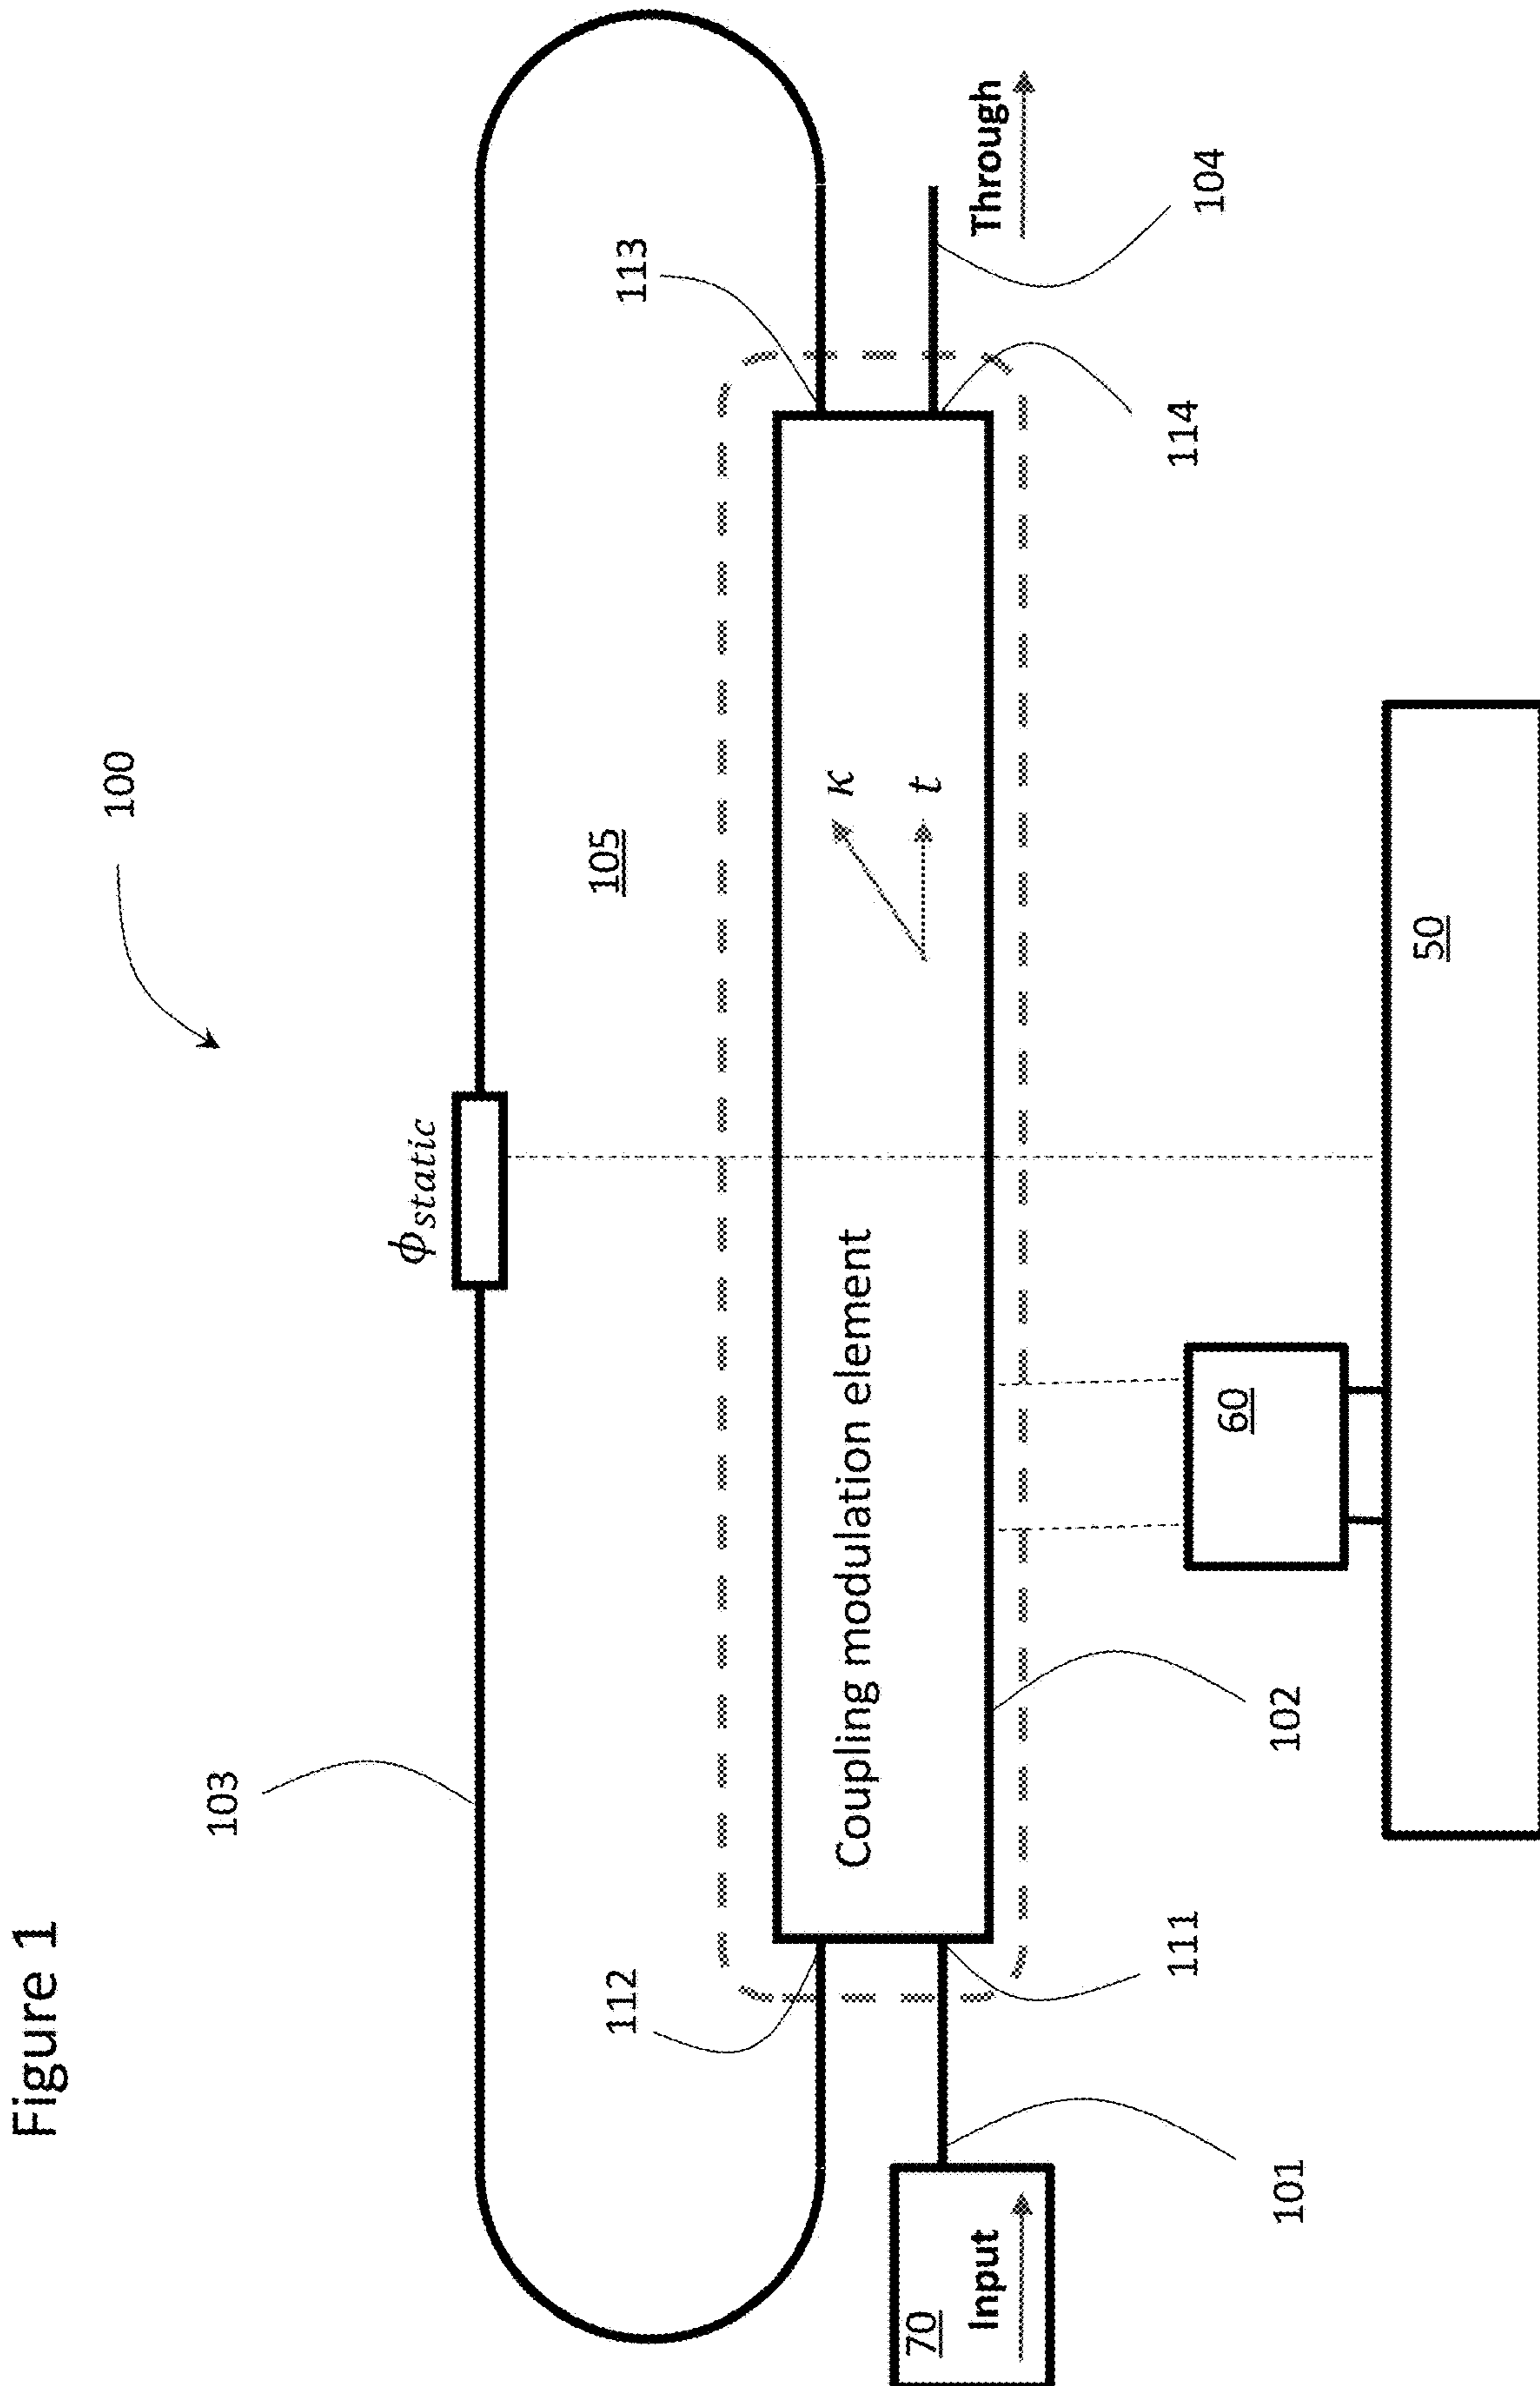 Figure 1
100
103
ϕstatic
105
112
113
Coupling modulation element
κ
t
Through
70
Input
101
111
102
114
104
60
50